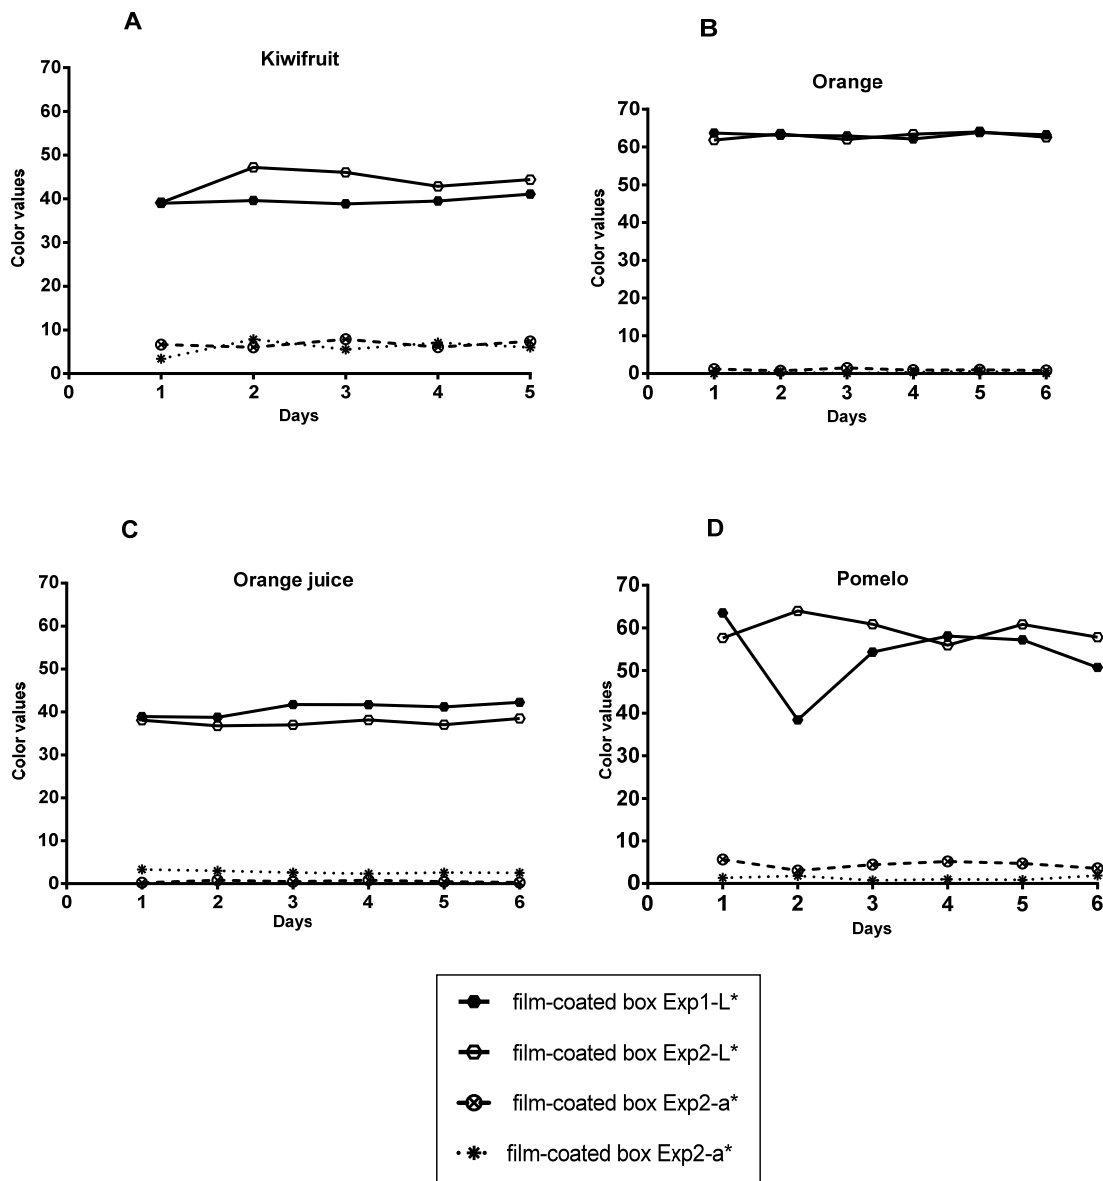 A
Kiwifruit
70
60
50
40
30
20
10
0
0 1 2 3 4 5
Color values
Days
B
Orange
70
60
50
40
30
20
10
0
0 1 2 3 4 5 6
Color values
Days
C
Orange juice
70
60
50
40
30
20
10
0
0 1 2 3 4 5 6
Color values
Days
D
Pomelo
70
60
50
40
30
20
10
0
0 1 2 3 4 5 6
Color values
Days
film-coated box Exp1-L*
film-coated box Exp2-L*
film-coated box Exp2-a*
film-coated box Exp2-a*